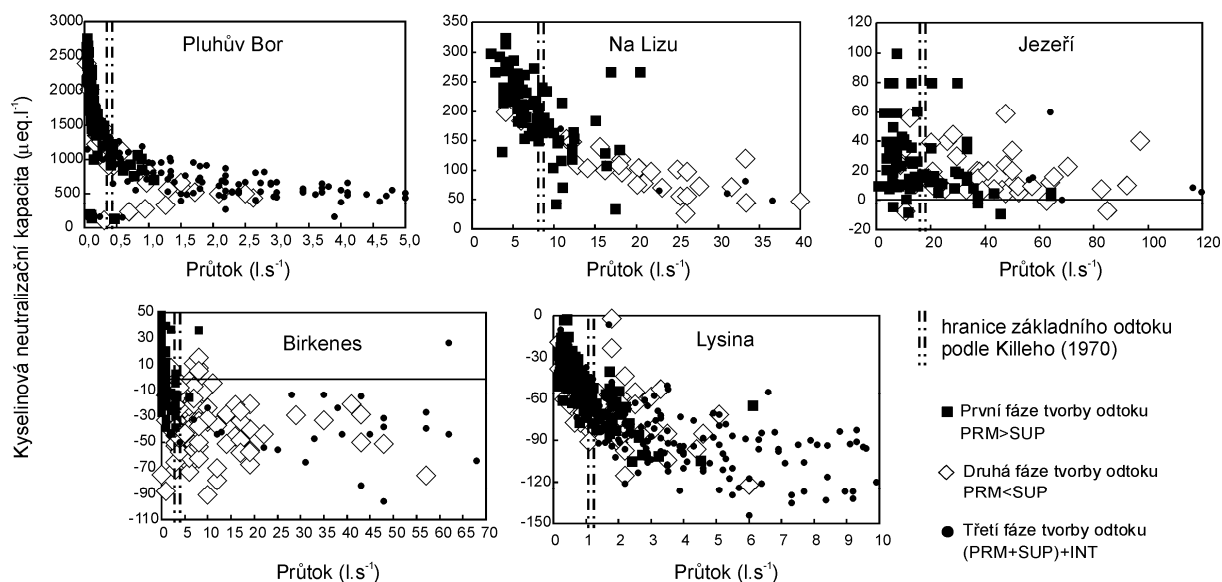 Kyselinová neutralizační kapacita (µeq.l-1)
Pluhův Bor
3000
2500
2000
1500
1000
500
0
0,0 0,5 1,0 1,5 2,0 2,5 3,0 3,5 4,0 4,5 5,0
Průtok (l.s-1)
Na Lizu
350
300
250
200
150
100
50
0
0 5 10 15 20 25 30 35 40
Průtok (l.s-1)
Jezeří
120
100
80
60
40
20
0
-20
0 20 40 60 80 100 120
Průtok (l.s-1)
Birkenes
50
30
10
-10
-30
-50
-70
-90
-110
0 5 10 15 20 25 30 35 40 45 50 55 60 65 70
Průtok (l.s-1)
Lysina
0
-30
-60
-90
-120
-150
0 1 2 3 4 5 6 7 8 9 10
Průtok (l.s-1)
hranice základního odtoku
podle Killeho (1970)
První fáze tvorby odtoku
PRM>SUP
Druhá fáze tvorby odtoku
PRM<SUP
Třetí fáze tvorby odtoku
(PRM+SUP)+INT